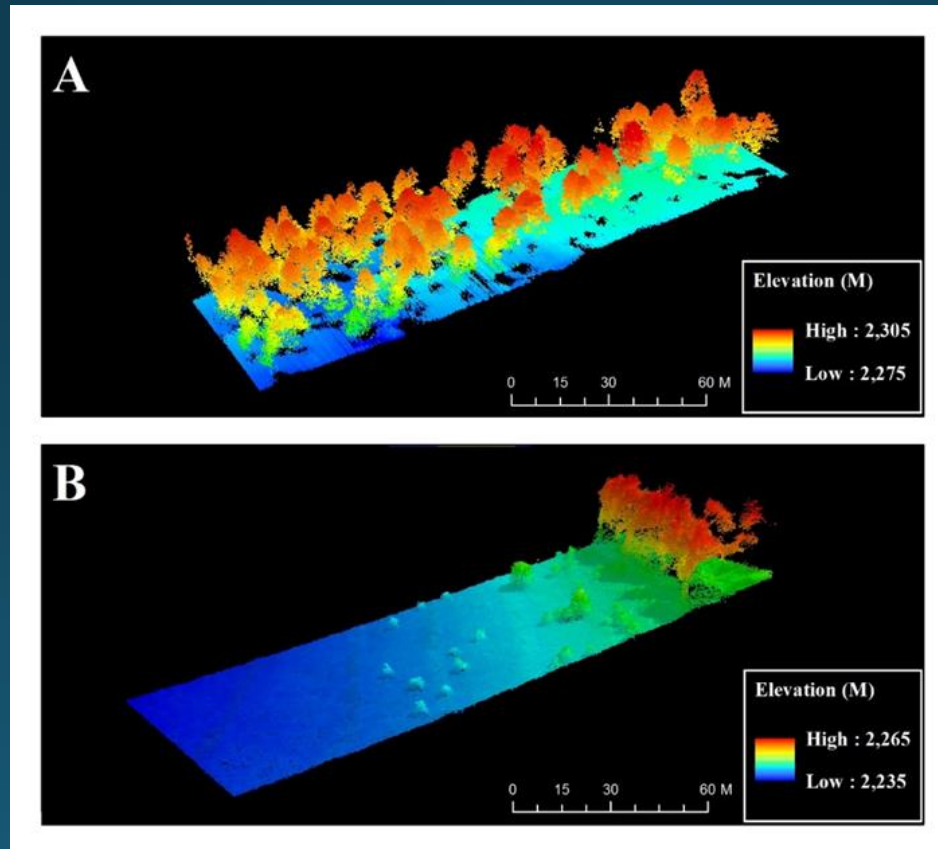 A
Elevation (M)
High : 2,305
Low : 2,275
0 15 30 60 M
B
Elevation (M)
High : 2,265
Low : 2,235
0 15 30 60 M